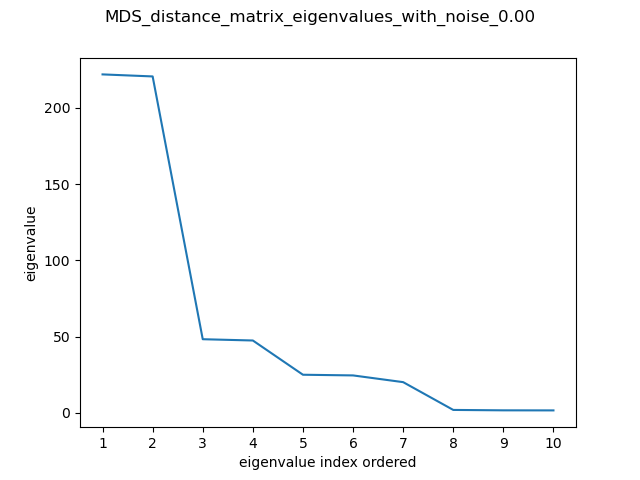 MDS_distance_matrix_eigenvalues_with_noise_0.00
200
150
100
50
0
eigenvalue
1 2 3 4 5 6 7 8 9 10
eigenvalue index ordered